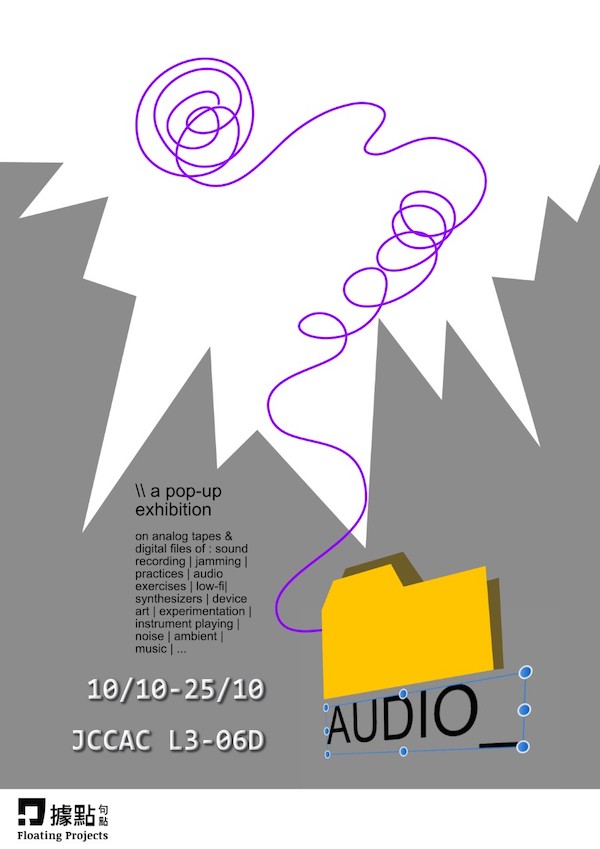 \\ a pop-up
exhibition
on analog tapes &
digital files of : sound
recording | jamming |
practices | audio
exercises | low-fi|
synthesizers | device
art | experimentation |
instrument playing |
noise | ambient |
music | ...
10/10-25/10
JCCAC L3-06D
AUDIO_
據點句點
Floating Projects